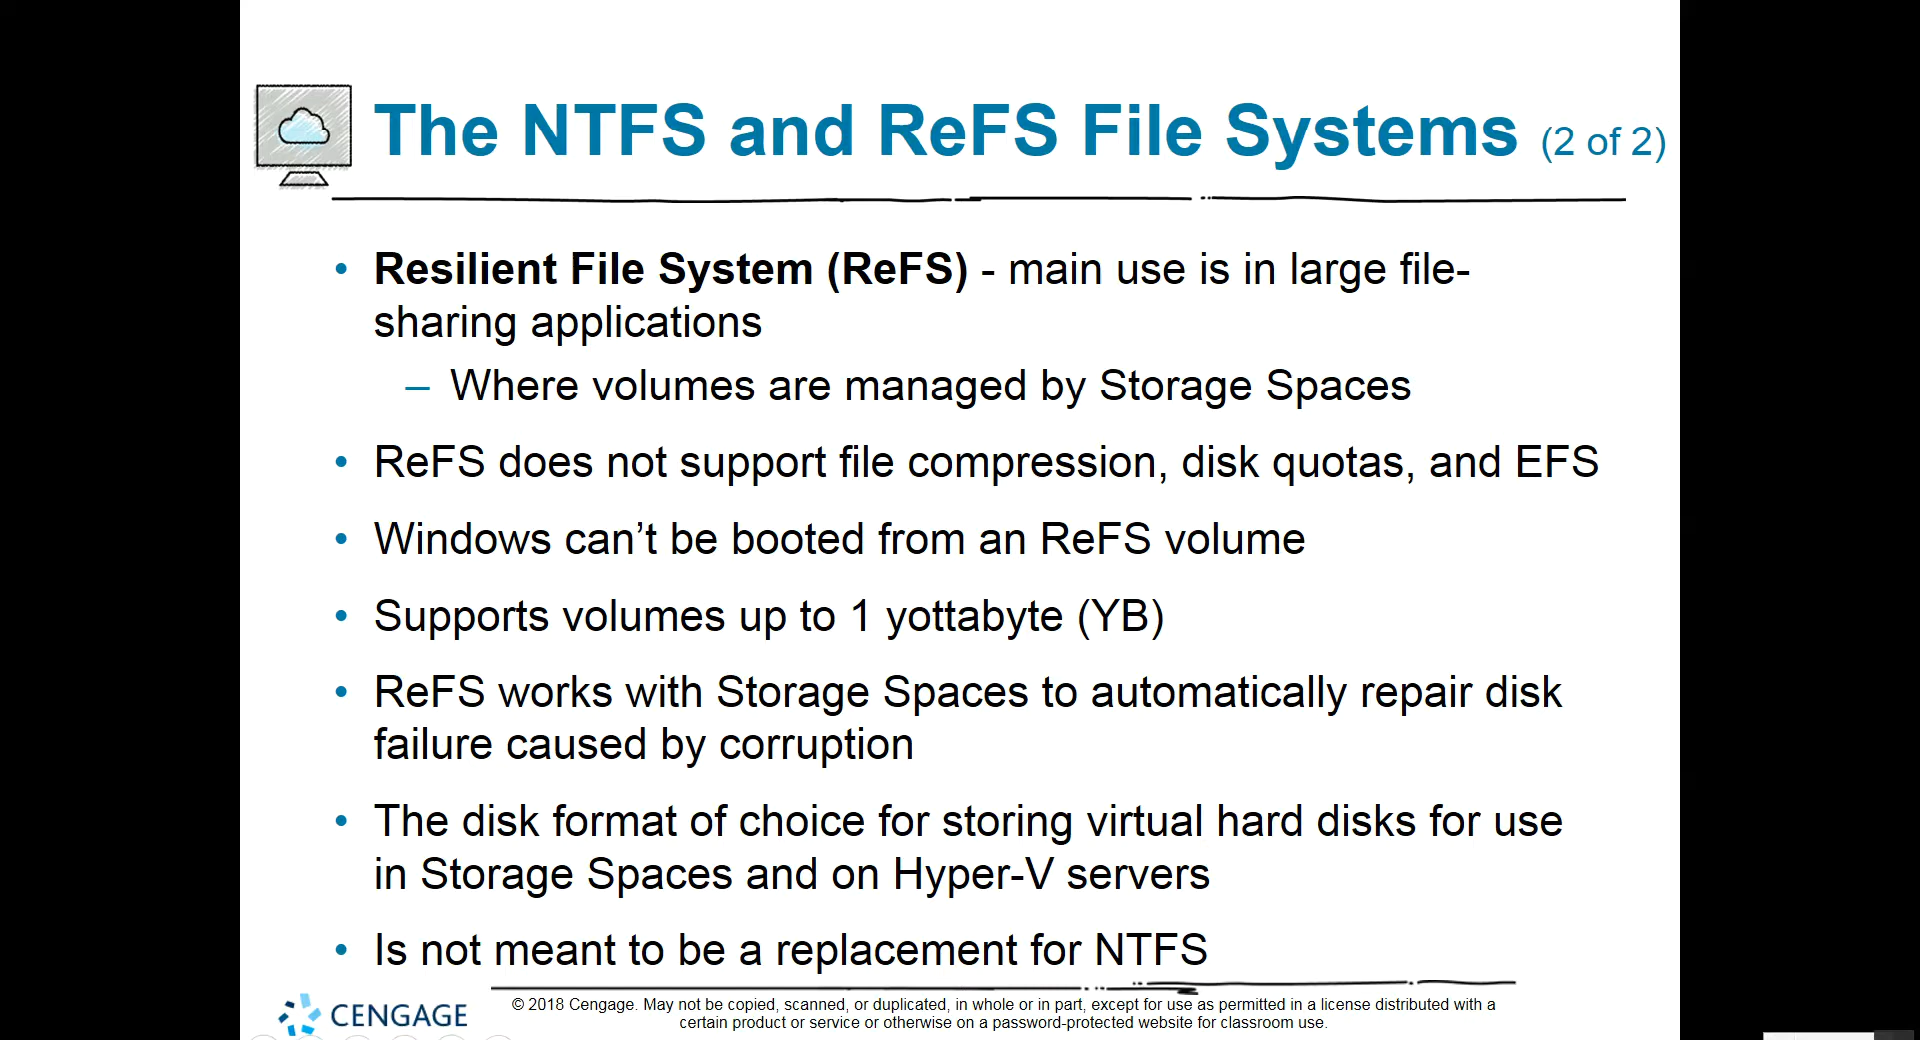 The NTFS and ReFS File Systems (2 of 2)
• Resilient File System (ReFS) - main use is in large file-
sharing applications
– Where volumes are managed by Storage Spaces
• ReFS does not support file compression, disk quotas, and EFS
• Windows can’t be booted from an ReFS volume
• Supports volumes up to 1 yottabyte (YB)
• ReFS works with Storage Spaces to automatically repair disk
failure caused by corruption
• The disk format of choice for storing virtual hard disks for use
in Storage Spaces and on Hyper-V servers
• Is not meant to be a replacement for NTFS
CENGAGE
© 2018 Cengage. May not be copied, scanned, or duplicated, in whole or in part, except for use as permitted in a license distributed with a
certain product or service or otherwise on a password-protected website for classroom use.